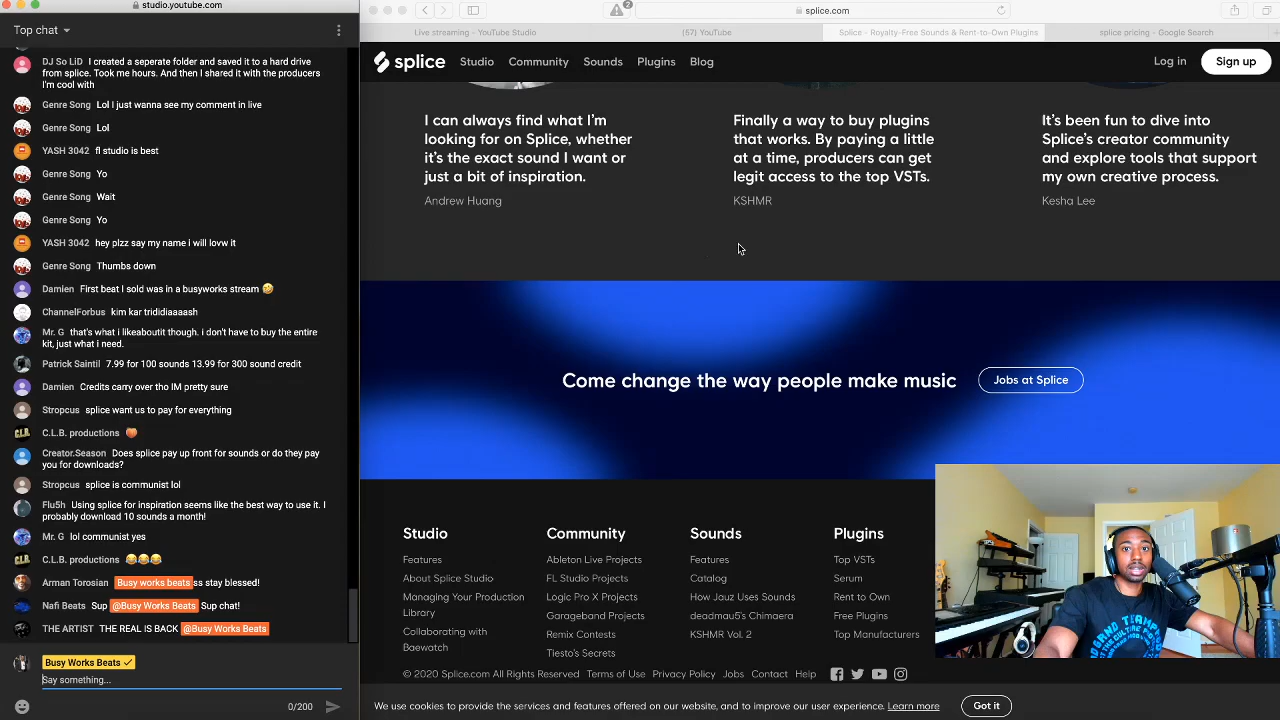 studio.youtube.com
Top chat
DJ So LiD I created a seperate folder and saved it to a hard drive
from splice. Took me hours. And then I shared it with the producers
I'm cool with
Genre Song Lol I just wanna see my comment in live
Genre Song Lol
YASH 3042 fl studio is best
Genre Song Yo
Genre Song Wait
Genre Song Yo
YASH 3042 hey plzz say my name i will lovw it
Genre Song Thumbs down
Damien First beat I sold was in a busyworks stream 🤣
ChannelForbus kim kar trididiaaaash
Mr. G that's what i likeaboutit though. i don't have to buy the entire
kit, just what i need.
Patrick Saintil 7.99 for 100 sounds 13.99 for 300 sound credit
Damien Credits carry over tho IM pretty sure
Stropcus splice want us to pay for everything
C.L.B. productions 🍑
Creator.Season Does splice pay up front for sounds or do they pay
you for downloads?
Stropcus splice is communist lol
Flu5h Using splice for inspiration seems like the best way to use it. I
probably download 10 sounds a month!
Mr. G lol communist yes
C.L.B. productions 😂😂😂
Arman Torosian Busy works beats ss stay blessed!
Nafi Beats Sup @Busy Works Beats Sup chat!
THE ARTIST THE REAL IS BACK @Busy Works Beats
Busy Works Beats ✓
Say something...
0/200
2
splice.com
Live streaming - YouTube Studio
(57) YouTube
Splice - Royalty-Free Sounds & Rent-to-Own Plugins
splice pricing - Google Search
splice
Studio Community Sounds Plugins Blog
Log in Sign up
I can always find what I'm
looking for on Splice, whether
it's the exact sound I want or
just a bit of inspiration.
Andrew Huang
Finally a way to buy plugins
that works. By paying a little
at a time, producers can get
legit access to the top VSTs.
KSHMR
It's been fun to dive into
Splice's creator community
and explore tools that support
my own creative process.
Kesha Lee
Come change the way people make music
Jobs at Splice
Studio
Features
About Splice Studio
Managing Your Production
Library
Collaborating with
Baewatch
Community
Ableton Live Projects
FL Studio Projects
Logic Pro X Projects
Garageband Projects
Remix Contests
Tiesto's Secrets
Sounds
Features
Catalog
How Jauz Uses Sounds
deadmau5's Chimaera
KSHMR Vol. 2
Plugins
Top VSTs
Serum
Rent to Own
Free Plugins
Top Manufacturers
© 2020 Splice.com All Rights Reserved Terms of Use Privacy Policy Jobs Contact Help
We use cookies to provide the services and features offered on our website, and to improve our user experience. Learn more
Got it